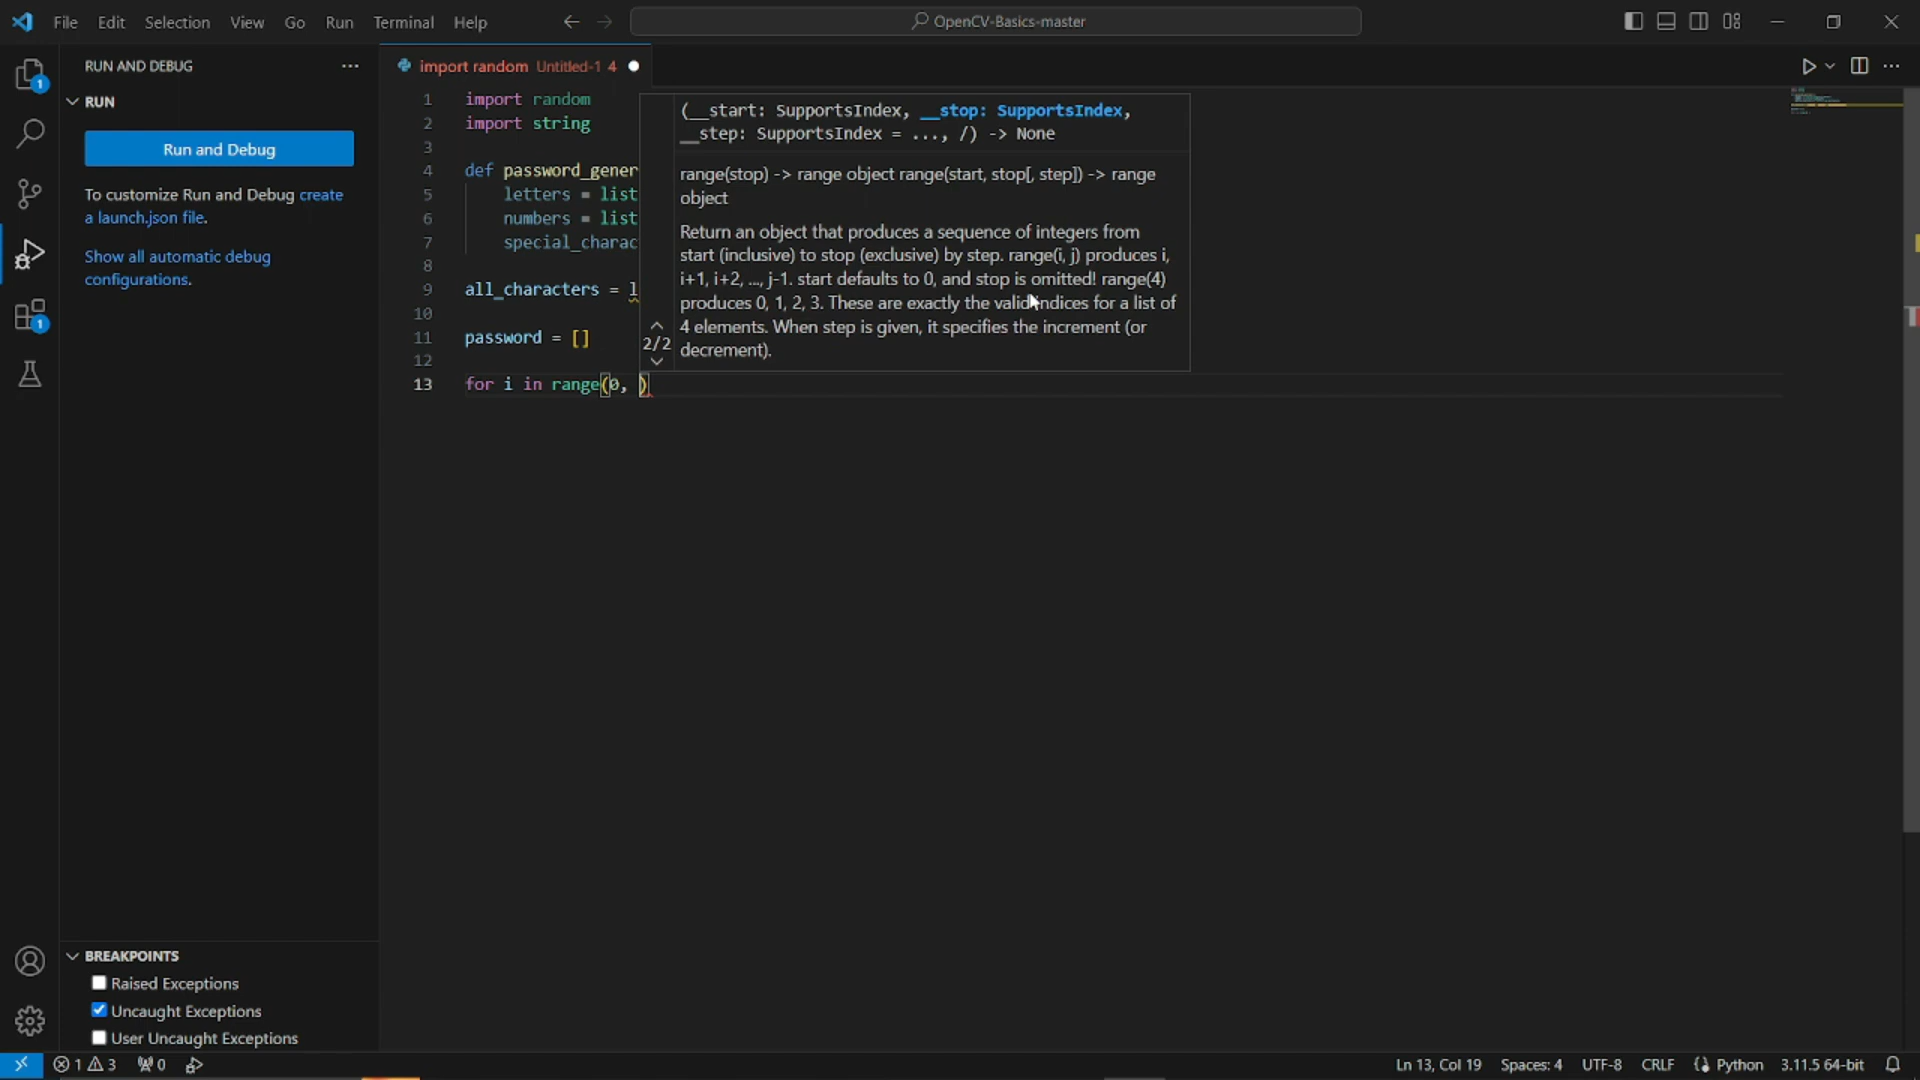 File Edit Selection View Go Run Terminal Help
OpenCV-Basics-master
RUN AND DEBUG
RUN
Run and Debug
To customize Run and Debug create
a launch.json file.
Show all automatic debug
configurations.
import random Untitled-1 4
1 import random
2 import string
3
4 def password_gener
5 letters = list
6 numbers = list
7 special_charac
8
9 all_characters = l
10
11 password = []
12
13 for i in range(0, )
(__start: SupportsIndex, __stop: SupportsIndex,
__step: SupportsIndex = ..., /) -> None
range(stop) -> range object range(start, stop[, step]) -> range
object
Return an object that produces a sequence of integers from
start (inclusive) to stop (exclusive) by step. range(i, j) produces i,
i+1, i+2, ..., j-1. start defaults to 0, and stop is omitted! range(4)
produces 0, 1, 2, 3. These are exactly the valid indices for a list of
4 elements. When step is given, it specifies the increment (or
decrement).
2/2
1
1
BREAKPOINTS
Raised Exceptions
Uncaught Exceptions
User Uncaught Exceptions
1 3 0
Ln 13, Col 19 Spaces: 4 UTF-8 CRLF Python 3.11.5 64-bit